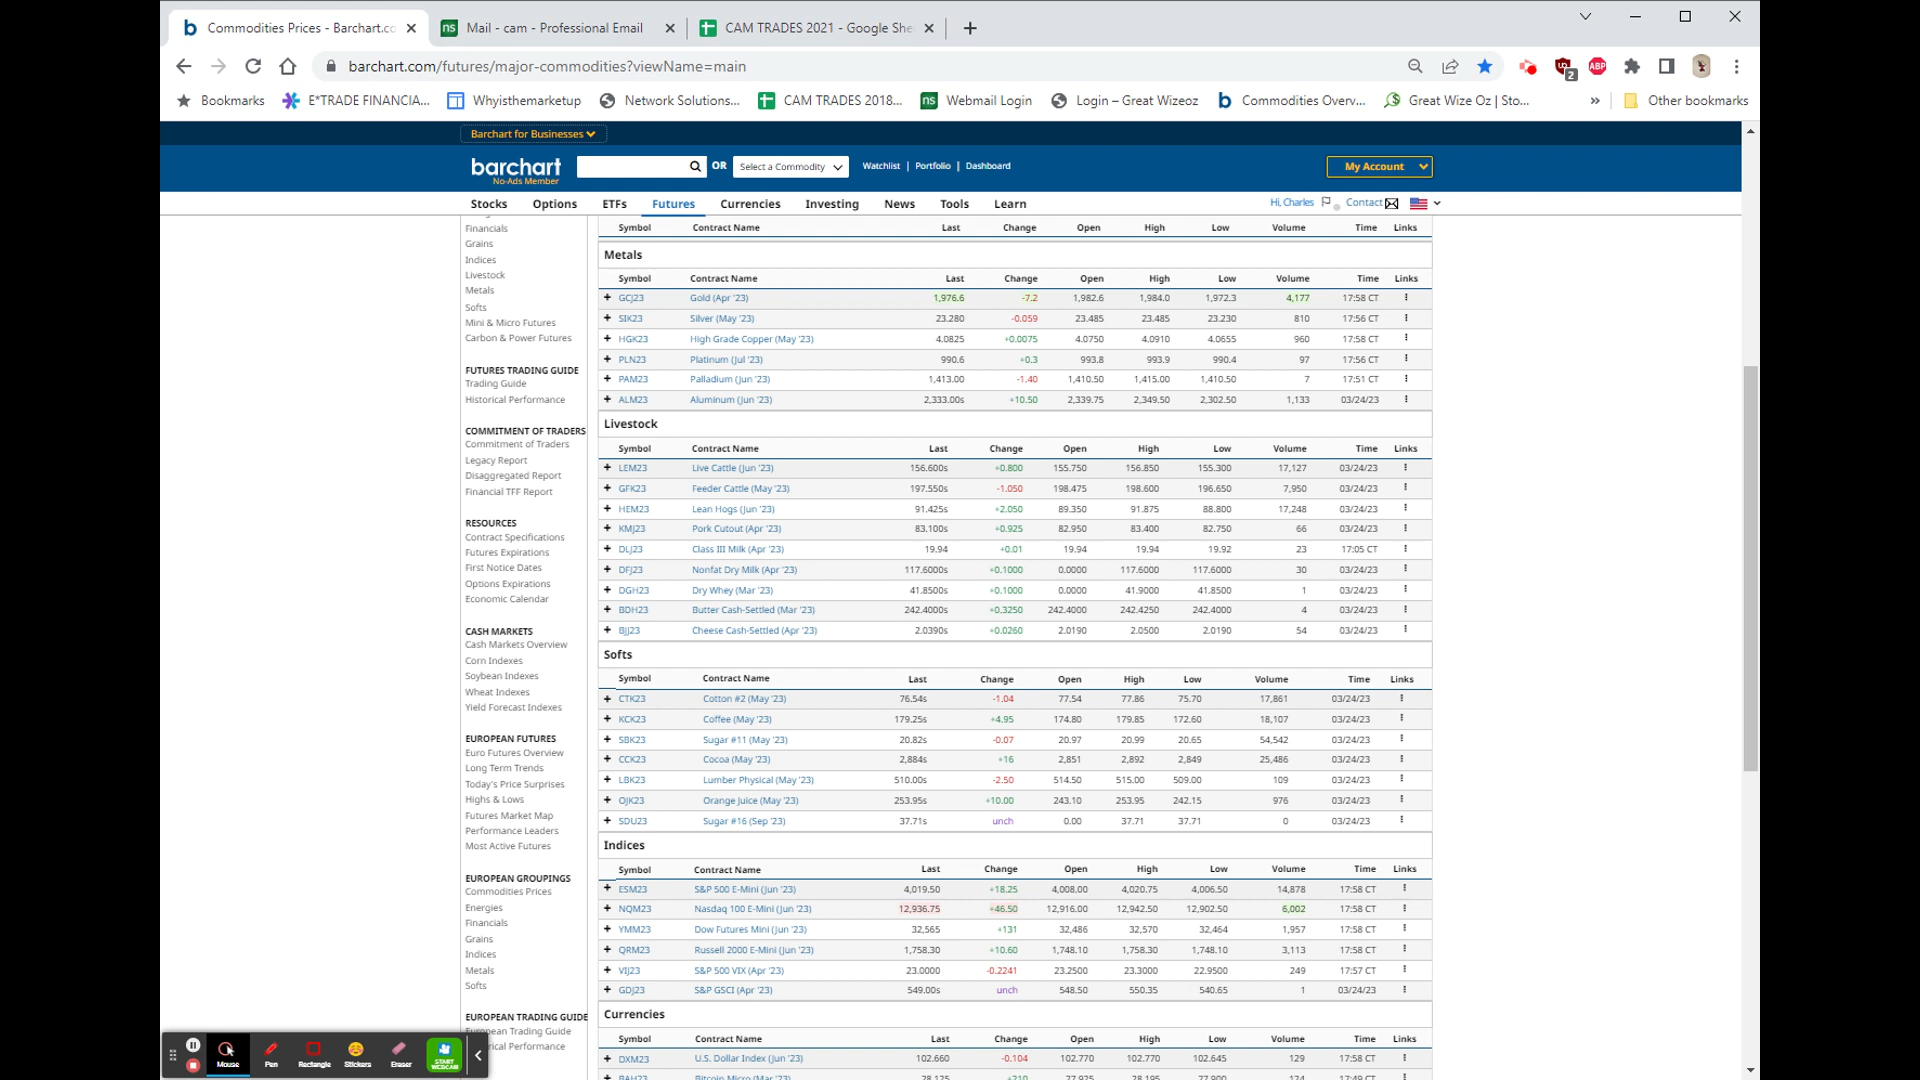 Commodities Prices - Barchart.co
Mail - cam - Professional Email
CAM TRADES 2021 - Google She
barchart.com/futures/major-commodities?viewName=main
Bookmarks E*TRADE FINANCIA... Whyisthemarketup Network Solutions... CAM TRADES 2018... Webmail Login Login – Great Wizeoz Commodities Overv... Great Wize Oz | Sto... » Other bookmarks
Barchart for Businesses
barchart
No-Ads Member
OR Select a Commodity Watchlist | Portfolio | Dashboard My Account
Stocks Options ETFs Futures Currencies Investing News Tools Learn Hi, Charles Contact
Financials
Grains
Indices
Livestock
Metals
Softs
Mini & Micro Futures
Carbon & Power Futures
FUTURES TRADING GUIDE
Trading Guide
Historical Performance
COMMITMENT OF TRADERS
Commitment of Traders
Legacy Report
Disaggregated Report
Financial TFF Report
RESOURCES
Contract Specifications
Futures Expirations
First Notice Dates
Options Expirations
Economic Calendar
CASH MARKETS
Cash Markets Overview
Corn Indexes
Soybean Indexes
Wheat Indexes
Yield Forecast Indexes
EUROPEAN FUTURES
Euro Futures Overview
Long Term Trends
Today's Price Surprises
Highs & Lows
Futures Market Map
Performance Leaders
Most Active Futures
EUROPEAN GROUPINGS
Commodities Prices
Energies
Financials
Grains
Indices
Metals
Softs
EUROPEAN TRADING GUIDE
European Trading Guide
rical Performance
Symbol Contract Name Last Change Open High Low Volume Time Links
Metals
Symbol Contract Name Last Change Open High Low Volume Time Links
GCJ23 Gold (Apr '23) 1,976.6 -7.2 1,982.6 1,984.0 1,972.3 4,177 17:58 CT
SIK23 Silver (May '23) 23.280 -0.059 23.485 23.485 23.230 810 17:56 CT
HGK23 High Grade Copper (May '23) 4.0825 +0.0075 4.0750 4.0910 4.0655 960 17:58 CT
PLN23 Platinum (Jul '23) 990.6 +0.3 993.8 993.9 990.4 97 17:56 CT
PAM23 Palladium (Jun '23) 1,413.00 -1.40 1,410.50 1,415.00 1,410.50 7 17:51 CT
ALM23 Aluminum (Jun '23) 2,333.00s +10.50 2,339.75 2,349.50 2,302.50 1,133 03/24/23
Livestock
Symbol Contract Name Last Change Open High Low Volume Time Links
LEM23 Live Cattle (Jun '23) 156.600s +0.800 155.750 156.850 155.300 17,127 03/24/23
GFK23 Feeder Cattle (May '23) 197.550s -1.050 198.475 198.600 196.650 7,950 03/24/23
HEM23 Lean Hogs (Jun '23) 91.425s +2.050 89.350 91.875 88.800 17,248 03/24/23
KMJ23 Pork Cutout (Apr '23) 83.100s +0.925 82.950 83.400 82.750 66 03/24/23
DLJ23 Class III Milk (Apr '23) 19.94 +0.01 19.94 19.94 19.92 23 17:05 CT
DFJ23 Nonfat Dry Milk (Apr '23) 117.6000s +0.1000 0.0000 117.6000 117.6000 30 03/24/23
DGH23 Dry Whey (Mar '23) 41.8500s +0.1000 0.0000 41.9000 41.8500 1 03/24/23
BDH23 Butter Cash-Settled (Mar '23) 242.4000s +0.3250 242.4000 242.4250 242.4000 4 03/24/23
BJJ23 Cheese Cash-Settled (Apr '23) 2.0390s +0.0260 2.0190 2.0500 2.0190 54 03/24/23
Softs
Symbol Contract Name Last Change Open High Low Volume Time Links
CTK23 Cotton #2 (May '23) 76.54s -1.04 77.54 77.86 75.70 17,861 03/24/23
KCK23 Coffee (May '23) 179.25s +4.95 174.80 179.85 172.60 18,107 03/24/23
SBK23 Sugar #11 (May '23) 20.82s -0.07 20.97 20.99 20.65 54,542 03/24/23
CCK23 Cocoa (May '23) 2,884s +16 2,851 2,892 2,849 25,486 03/24/23
LBK23 Lumber Physical (May '23) 510.00s -2.50 514.50 515.00 509.00 109 03/24/23
OJK23 Orange Juice (May '23) 253.95s +10.00 243.10 253.95 242.15 976 03/24/23
SDU23 Sugar #16 (Sep '23) 37.71s unch 0.00 37.71 37.71 0 03/24/23
Indices
Symbol Contract Name Last Change Open High Low Volume Time Links
ESM23 S&P 500 E-Mini (Jun '23) 4,019.50 +18.25 4,008.00 4,020.75 4,006.50 14,878 17:58 CT
NQM23 Nasdaq 100 E-Mini (Jun '23) 12,936.75 +46.50 12,916.00 12,942.50 12,902.50 6,002 17:58 CT
YMM23 Dow Futures Mini (Jun '23) 32,565 +131 32,486 32,570 32,464 1,957 17:58 CT
QRM23 Russell 2000 E-Mini (Jun '23) 1,758.30 +10.60 1,748.10 1,758.30 1,748.10 3,113 17:58 CT
VIJ23 S&P 500 VIX (Apr '23) 23.0000 -0.2241 23.2500 23.3000 22.9500 249 17:57 CT
GDJ23 S&P GSCI (Apr '23) 549.00s unch 548.50 550.35 540.65 1 03/24/23
Currencies
Symbol Contract Name Last Change Open High Low Volume Time Links
DXM23 U.S. Dollar Index (Jun '23) 102.660 -0.104 102.770 102.770 102.645 129 17:58 CT
BAH23 Bitcoin Micro (Mar '23) 28,125 +210 27,925 28,195 27,900 174 17:49 CT
Mouse Pen Rectangle Stickers Eraser START WEBCAM